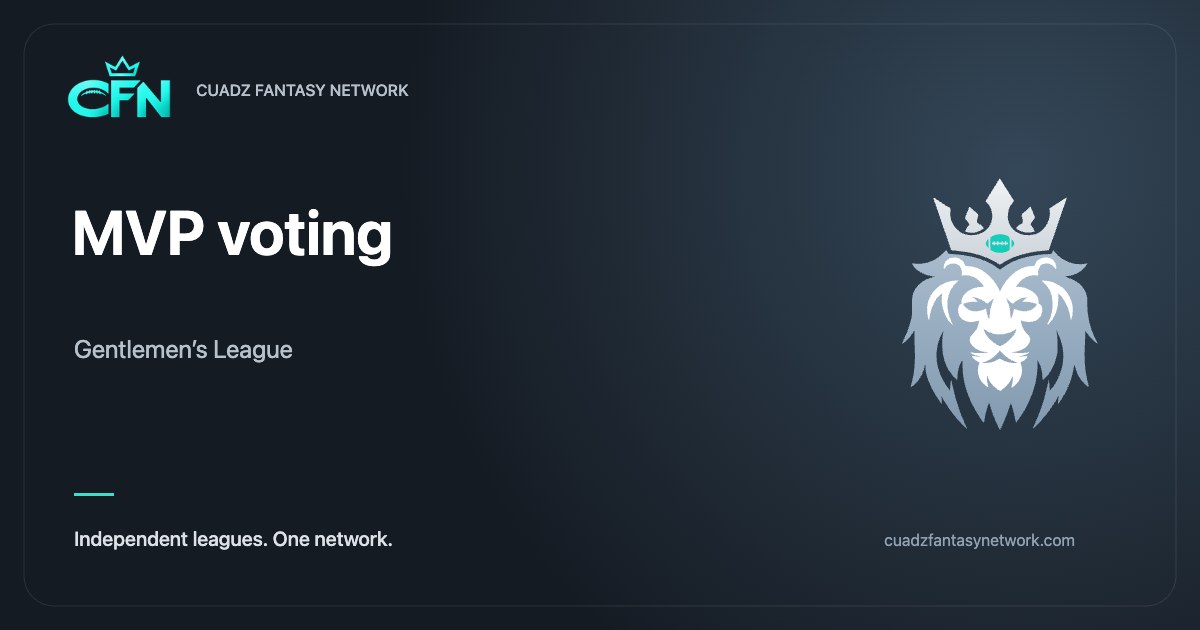 CFN
CUADZ FANTASY NETWORK
MVP voting
Gentlemen’s League
Independent leagues. One network.
cuadzfantasynetwork.com